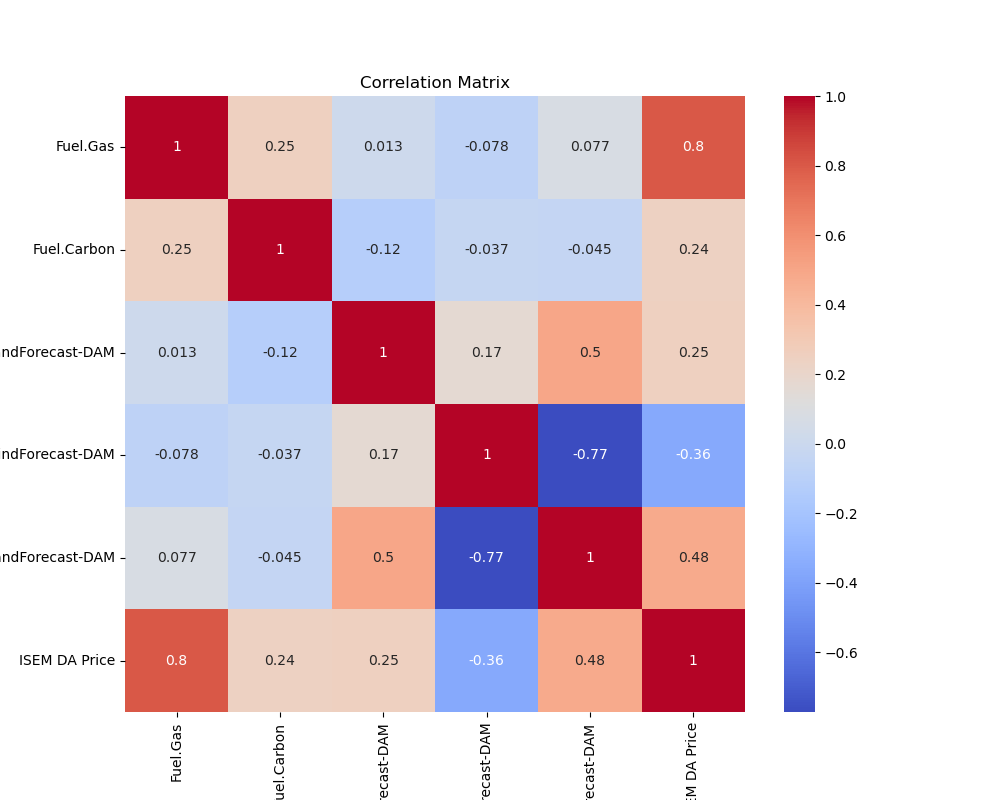 Correlation Matrix
Fuel.Gas 1 0.25 0.013 -0.078 0.077 0.8
Fuel.Carbon 0.25 1 -0.12 -0.037 -0.045 0.24
ndForecast-DAM 0.013 -0.12 1 0.17 0.5 0.25
ndForecast-DAM -0.078 -0.037 0.17 1 -0.77 -0.36
ndForecast-DAM 0.077 -0.045 0.5 -0.77 1 0.48
ISEM DA Price 0.8 0.24 0.25 -0.36 0.48 1
Fuel.Gas
uel.Carbon
recast-DAM
recast-DAM
recast-DAM
EM DA Price
1.0
0.8
0.6
0.4
0.2
0.0
−0.2
−0.4
−0.6